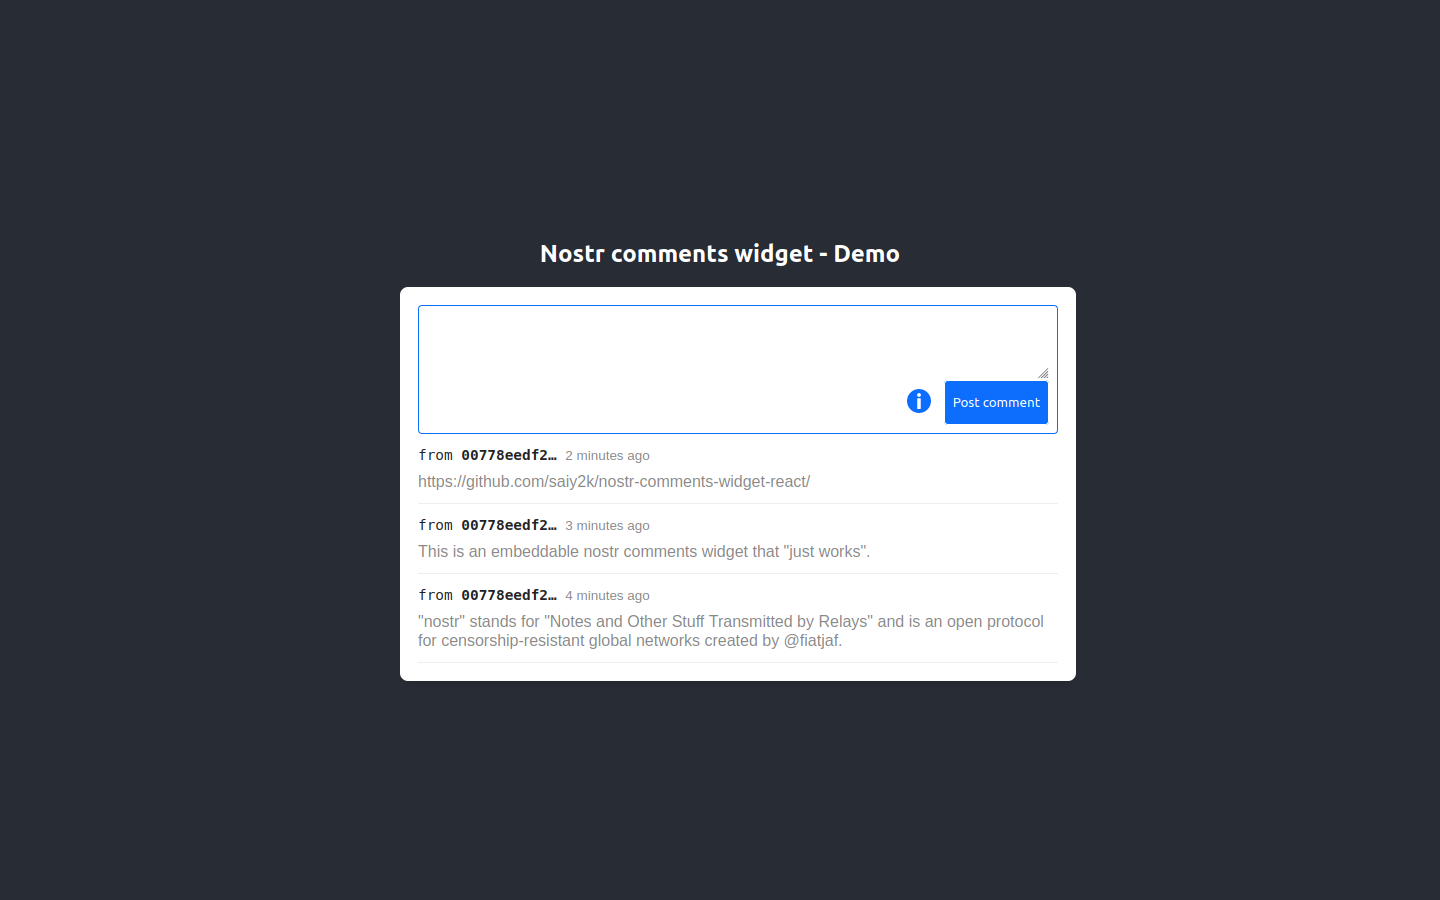 Nostr comments widget - Demo
Post comment
from 00778eedf2… 2 minutes ago
https://github.com/saiy2k/nostr-comments-widget-react/
from 00778eedf2… 3 minutes ago
This is an embeddable nostr comments widget that "just works".
from 00778eedf2… 4 minutes ago
"nostr" stands for "Notes and Other Stuff Transmitted by Relays" and is an open protocol
for censorship-resistant global networks created by @fiatjaf.